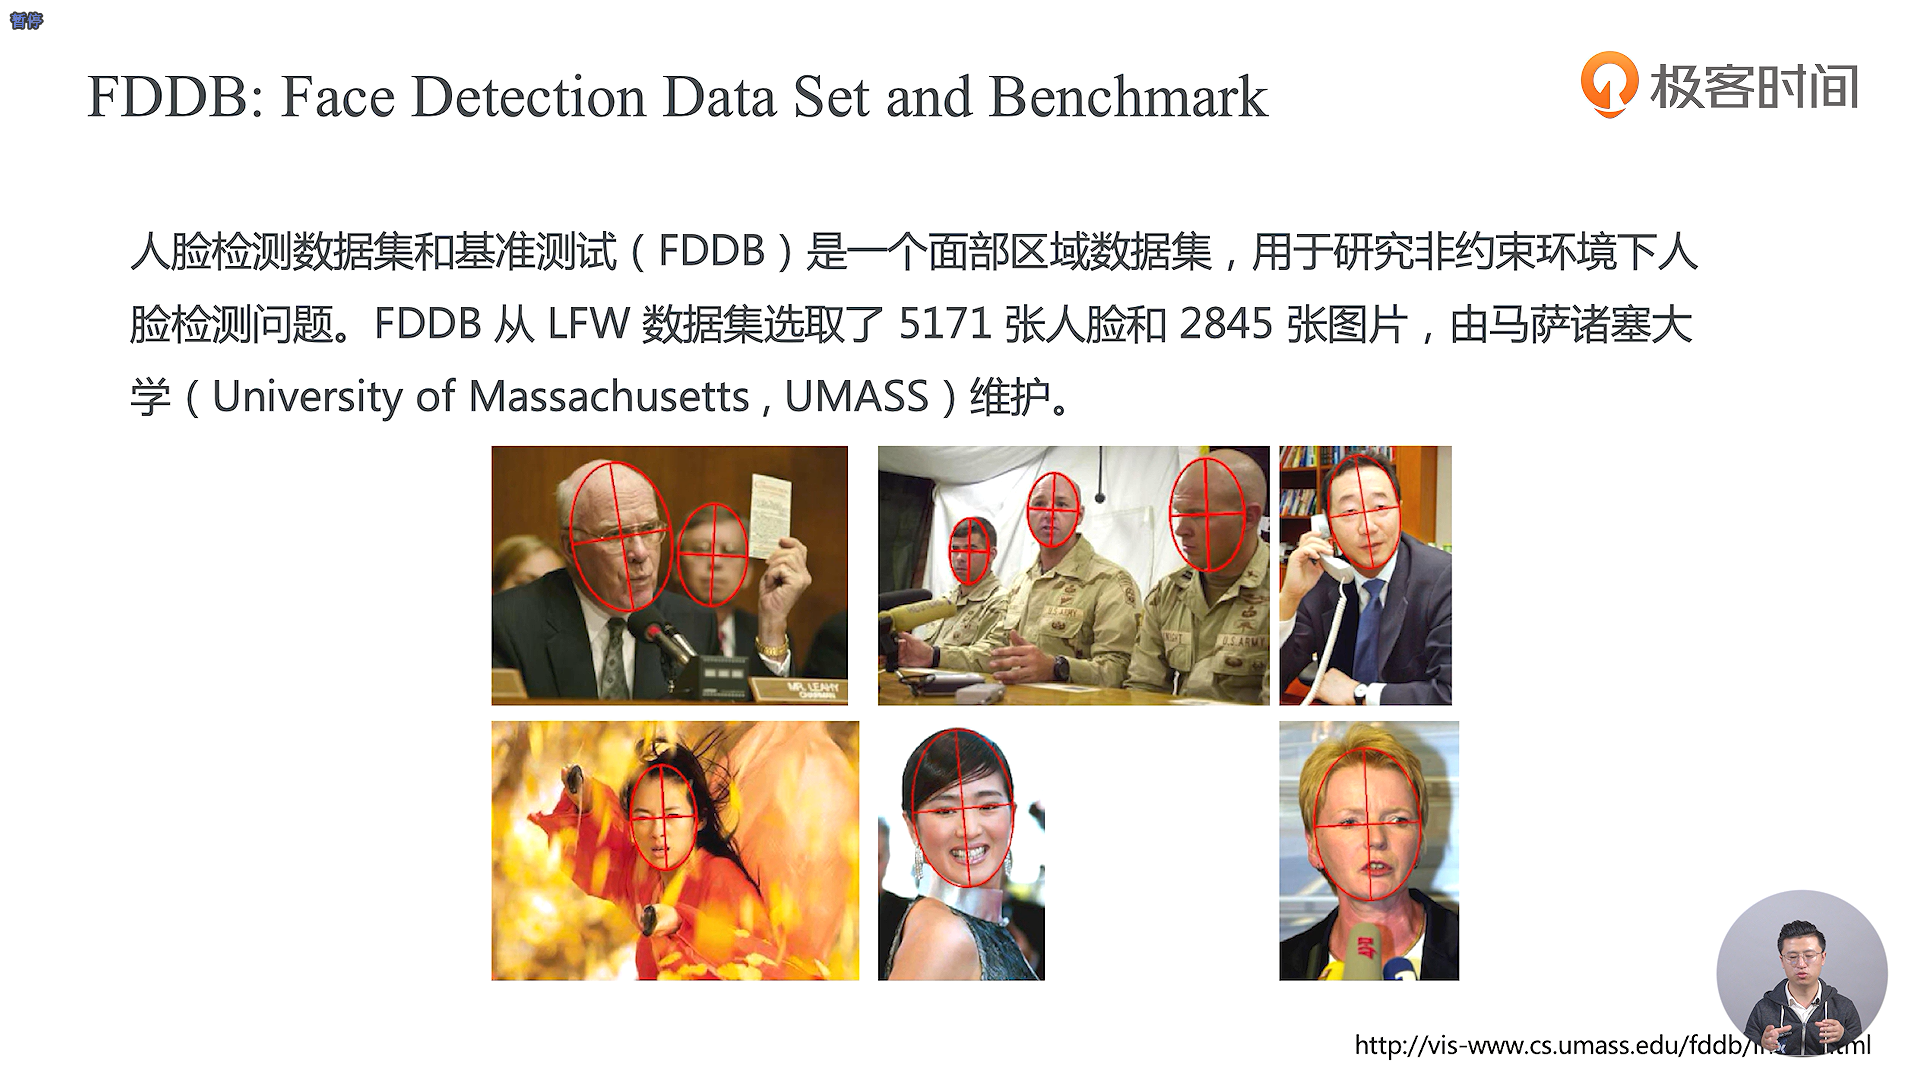 暂停
FDDB: Face Detection Data Set and Benchmark
极客时间
人脸检测数据集和基准测试（FDDB）是一个面部区域数据集，用于研究非约束环境下人
脸检测问题。FDDB 从 LFW 数据集选取了 5171 张人脸和 2845 张图片，由马萨诸塞大
学（University of Massachusetts，UMASS）维护。
MR. LEAHY
CHAIRMAN
U.S. ARMY
U.S. ARMY
http://vis-www.cs.umass.edu/fddb/